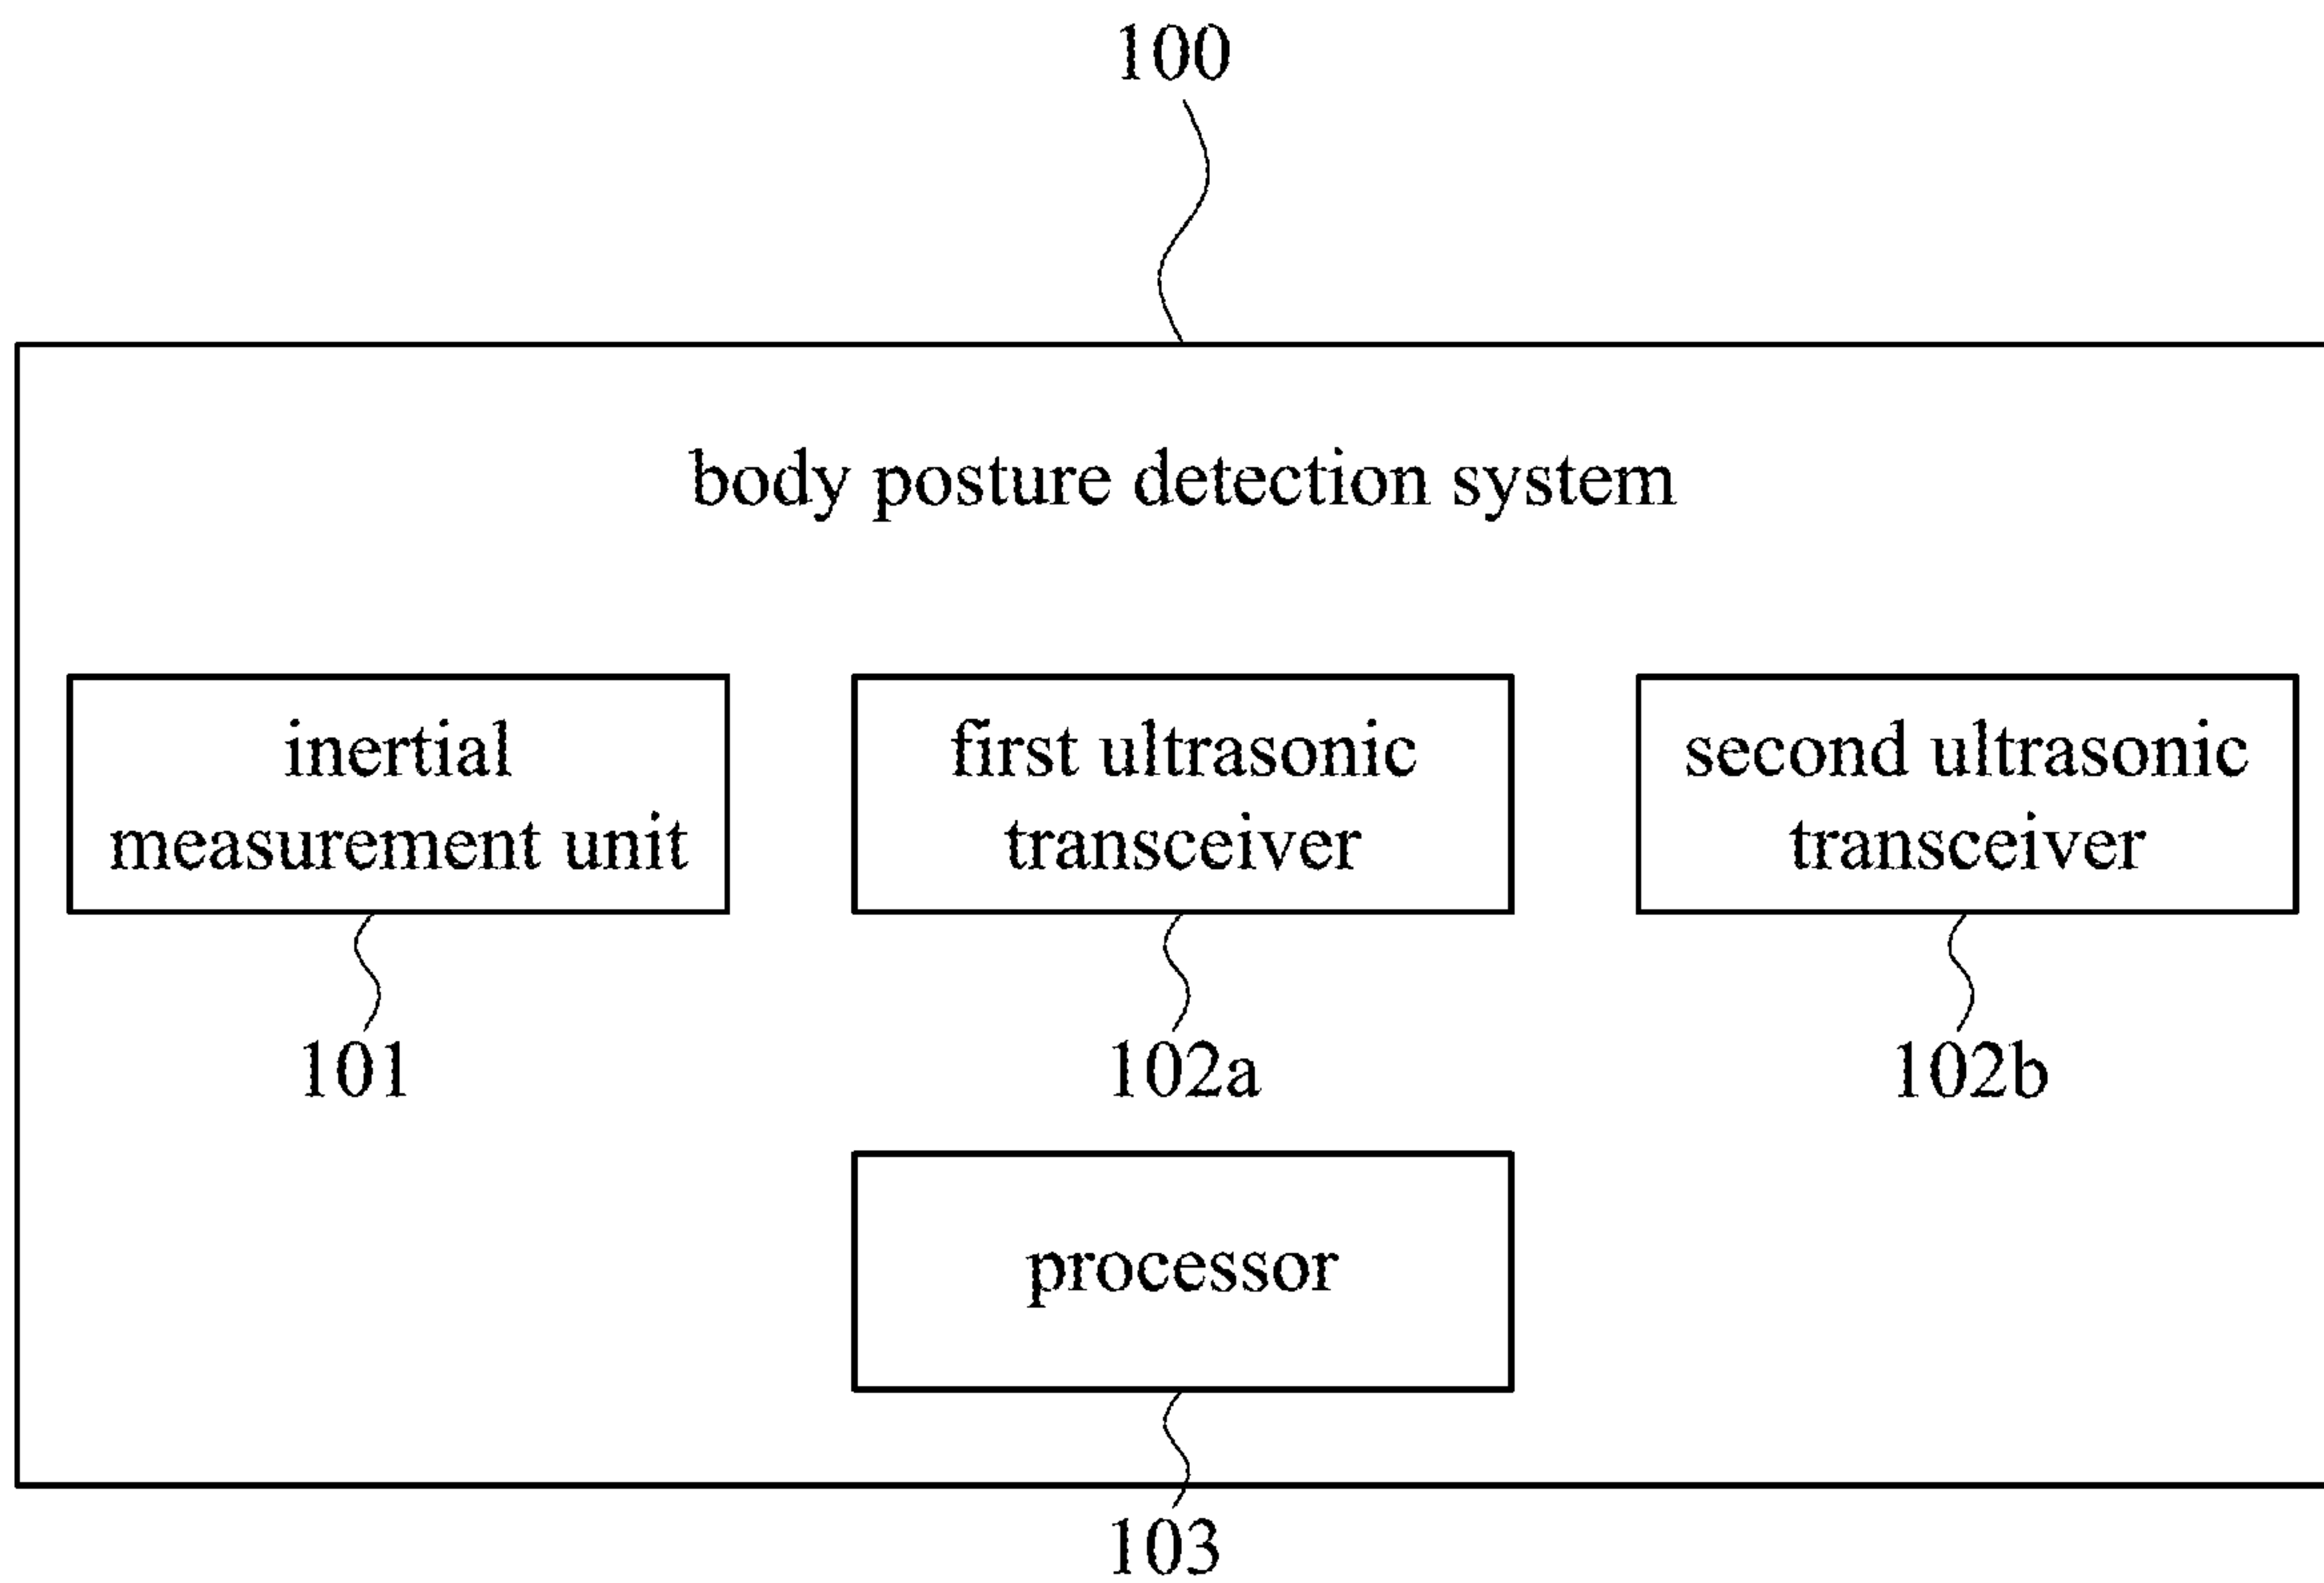 100
body posture detection system
inertial
measurement unit
first ultrasonic
transceiver
second ultrasonic
transceiver
101
102a
102b
processor
103